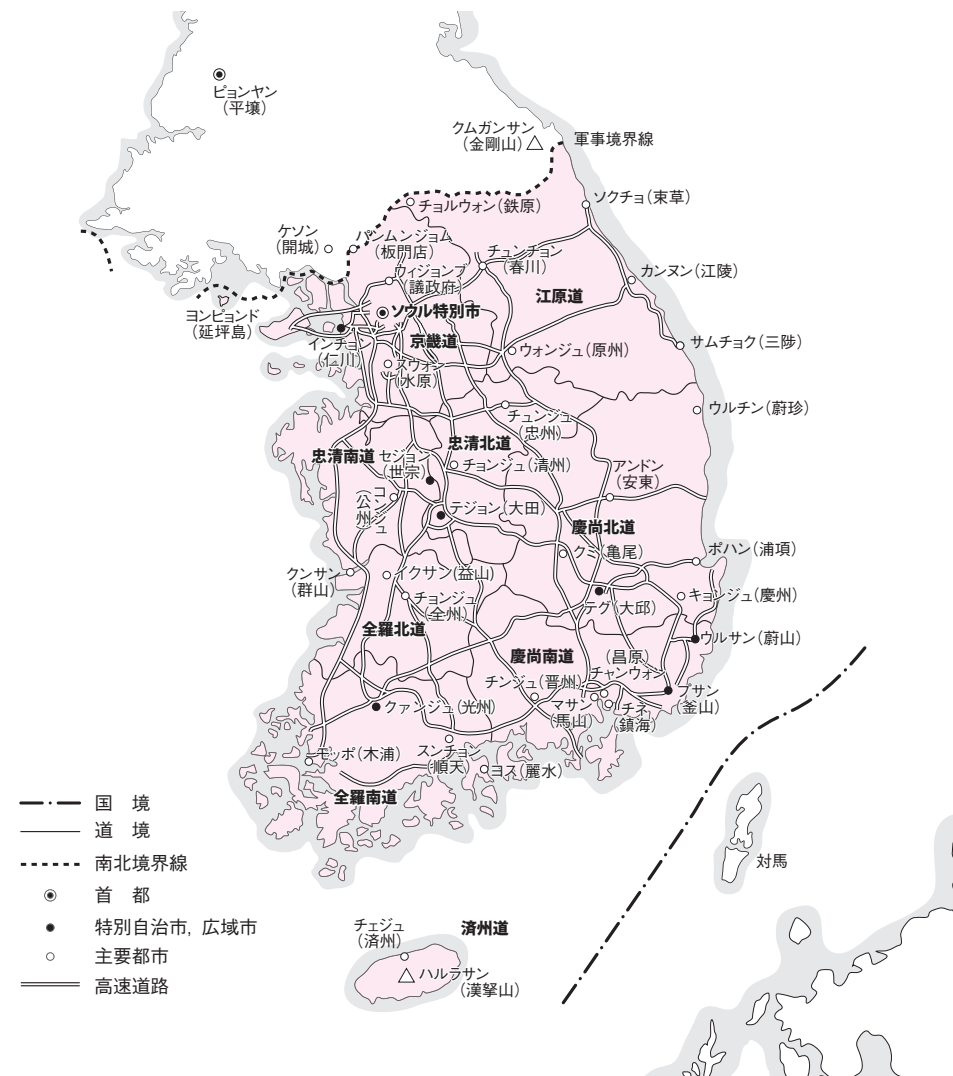 ピョンヤン
（平壌）
クムガンサン
（金剛山）
軍事境界線
チョルウォン（鉄原）
ソクチョ（束草）
ケソン
（開城）
パンムンジョム
（板門店）
チュンチョン
（春川）
ウィジョンブ
（議政府）
カンヌン（江陵）
江原道
ヨンピョンド
（延坪島）
ソウル特別市
インチョン
（仁川）
京畿道
ウォンジュ（原州）
サムチョク（三陟）
スウォン
（水原）
ウルチン（蔚珍）
チュンジュ
（忠州）
忠清南道
セジョン
（世宗）
忠清北道
チョンジュ（清州）
アンドン
（安東）
コンジュ
（公州）
テジョン（大田）
慶尚北道
クミ（亀尾）
ポハン（浦項）
クンサン
（群山）
イクサン（益山）
チョンジュ
（全州）
テグ（大邱）
キョンジュ（慶州）
全羅北道
慶尚南道
ウルサン（蔚山）
（昌原）
チャンウォン
チンジュ（晋州）
マサン
（馬山）
チネ
（鎮海）
プサン
（釜山）
クァンジュ（光州）
モッポ（木浦）
スンチョン
（順天）
ヨス（麗水）
全羅南道
対馬
チェジュ
（済州）
済州道
ハルラサン
（漢拏山）
国　境
道　境
南北境界線
首　都
特別自治市，広域市
主要都市
高速道路